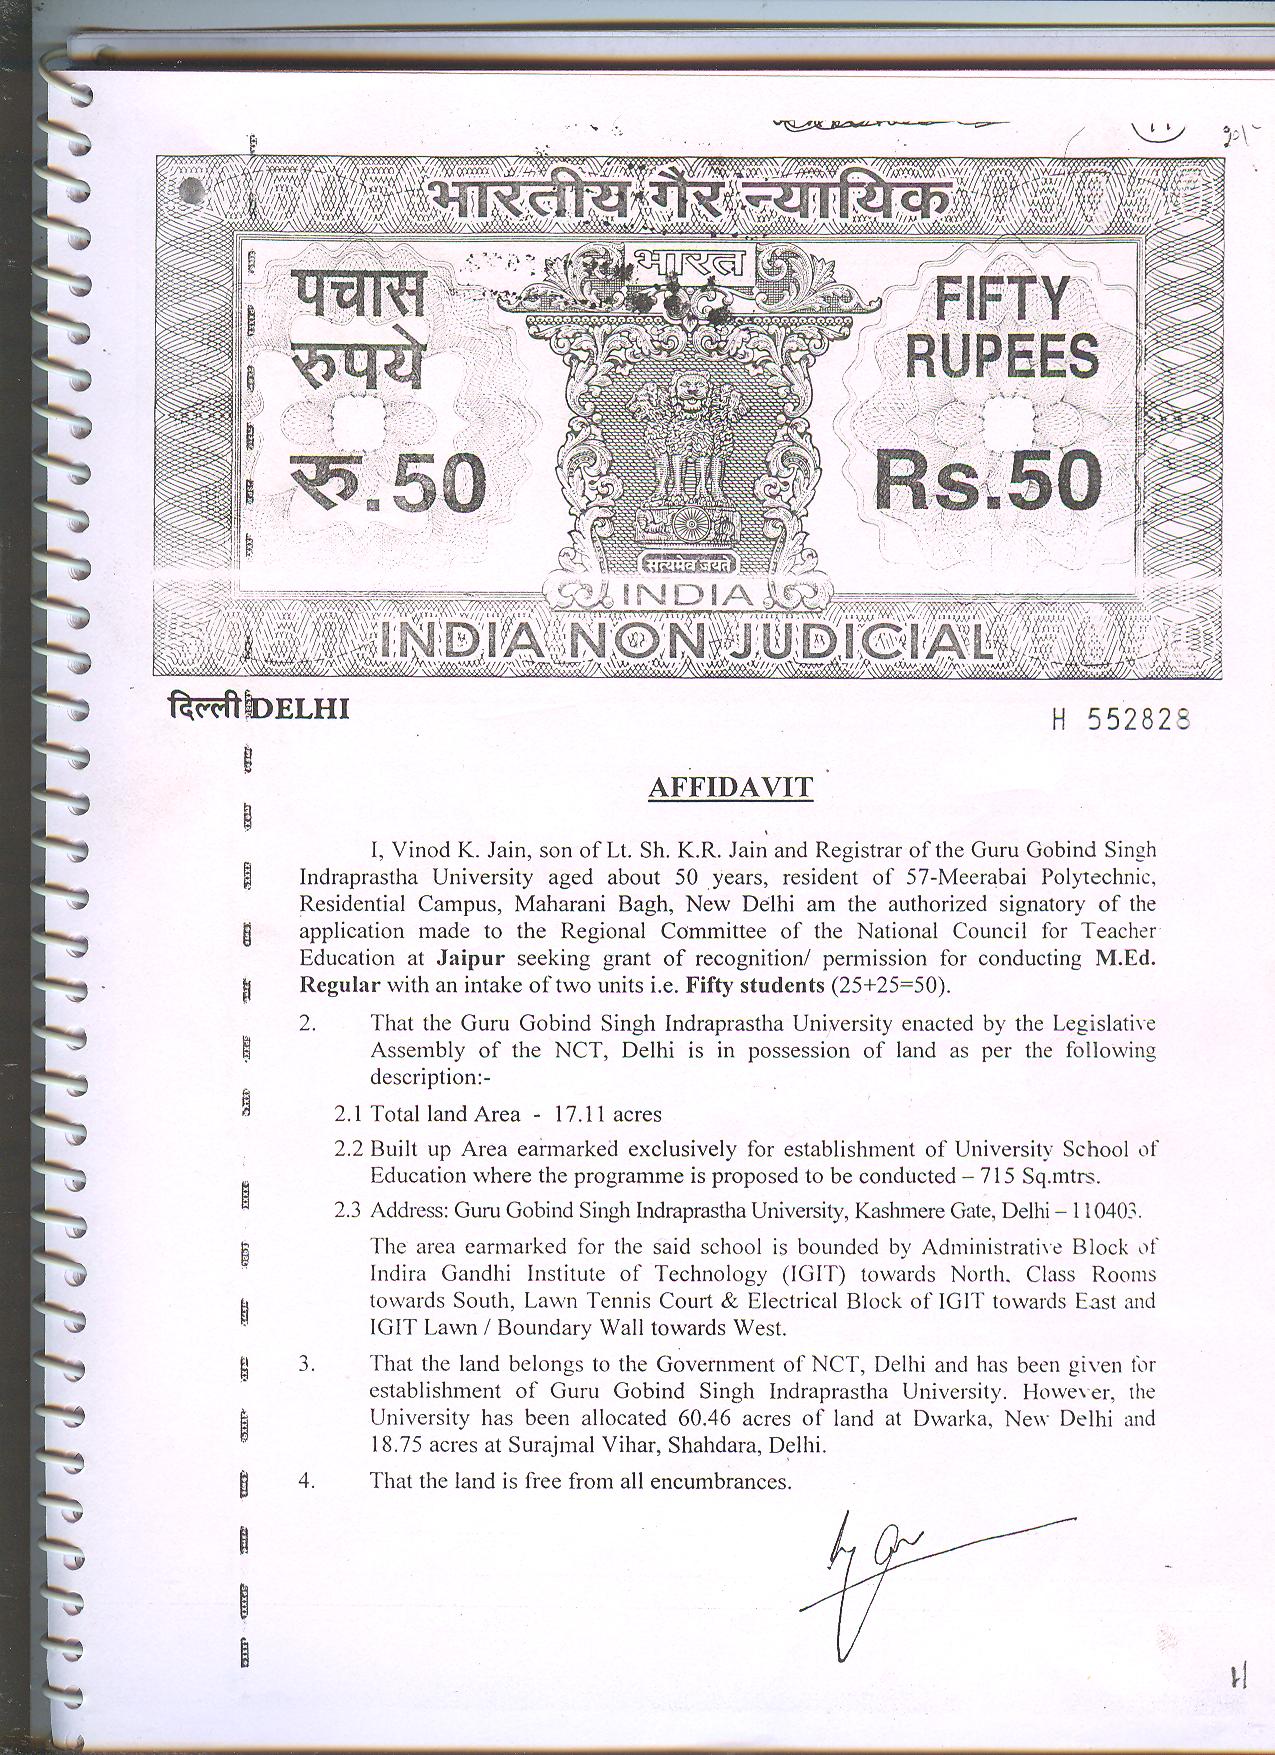 भारतीय गैर न्यायिक
भारत
पचास
रुपये
रु.50
FIFTY
RUPEES
Rs.50
सत्यमेव जयते
INDIA
INDIA NON JUDICIAL
दिल्ली DELHI
H 552828
AFFIDAVIT
I, Vinod K. Jain, son of Lt. Sh. K.R. Jain and Registrar of the Guru Gobind Singh
Indraprastha University aged about 50 years, resident of 57-Meerabai Polytechnic,
Residential Campus, Maharani Bagh, New Delhi am the authorized signatory of the
application made to the Regional Committee of the National Council for Teacher
Education at Jaipur seeking grant of recognition/ permission for conducting M.Ed.
Regular with an intake of two units i.e. Fifty students (25+25=50).
2. That the Guru Gobind Singh Indraprastha University enacted by the Legislative
Assembly of the NCT, Delhi is in possession of land as per the following
description:-
2.1 Total land Area - 17.11 acres
2.2 Built up Area earmarked exclusively for establishment of University School of
Education where the programme is proposed to be conducted – 715 Sq.mtrs.
2.3 Address: Guru Gobind Singh Indraprastha University, Kashmere Gate, Delhi – 110403.
The area earmarked for the said school is bounded by Administrative Block of
Indira Gandhi Institute of Technology (IGIT) towards North, Class Rooms
towards South, Lawn Tennis Court & Electrical Block of IGIT towards East and
IGIT Lawn / Boundary Wall towards West.
3. That the land belongs to the Government of NCT, Delhi and has been given for
establishment of Guru Gobind Singh Indraprastha University. However, the
University has been allocated 60.46 acres of land at Dwarka, New Delhi and
18.75 acres at Surajmal Vihar, Shahdara, Delhi.
4. That the land is free from all encumbrances.